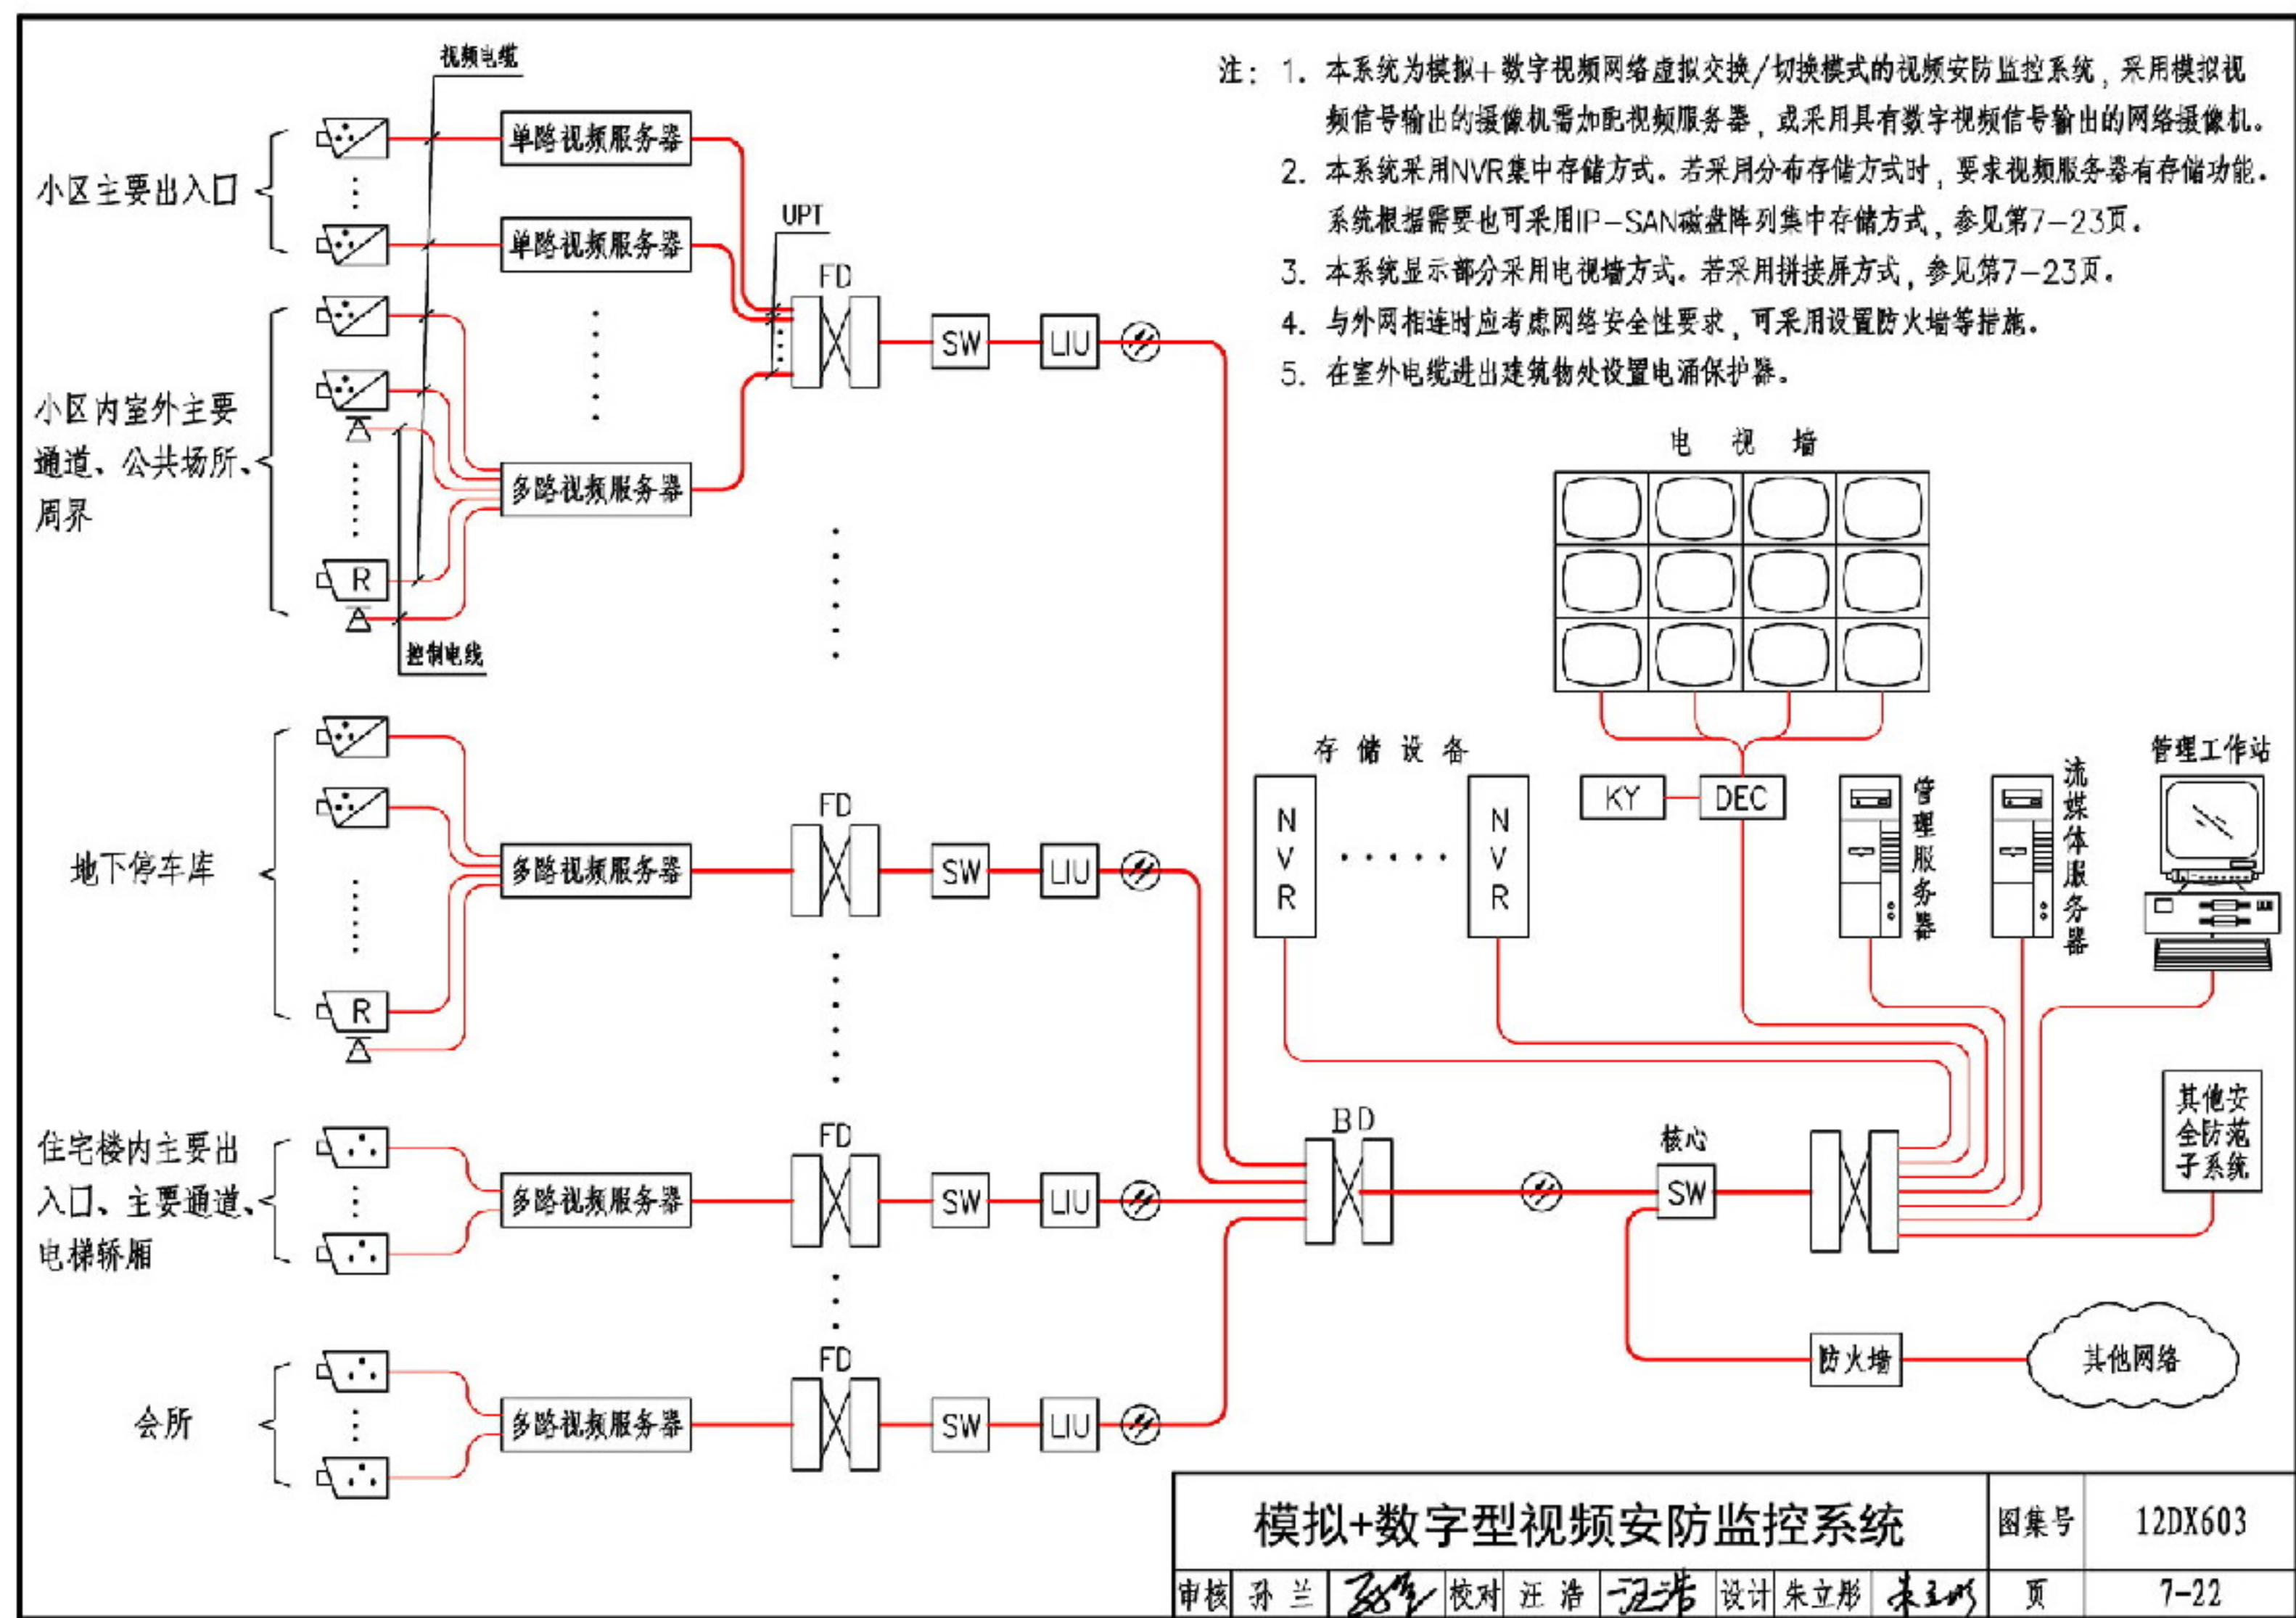 视频电缆
注：1. 本系统为模拟+数字视频网络虚拟交换/切换模式的视频安防监控系统，采用模拟视
频信号输出的摄像机需加配视频服务器，或采用具有数字视频信号输出的网络摄像机。
2. 本系统采用NVR集中存储方式。若采用分布存储方式时，要求视频服务器有存储功能。
系统根据需要也可采用IP-SAN磁盘阵列集中存储方式，参见第7-23页。
3. 本系统显示部分采用电视墙方式。若采用拼接屏方式，参见第7-23页。
4. 与外网相连时应考虑网络安全性要求，可采用设置防火墙等措施。
5. 在室外电缆进出建筑物处设置电涌保护器。
小区主要出入口
单路视频服务器
单路视频服务器
UPT
FD
SW
LIU
小区内室外主要
通道、公共场所、
周界
多路视频服务器
R
控制电线
电视墙
存储设备
NVR
NVR
KY
DEC
管理服务器
流媒体服务器
管理工作站
地下停车库
R
多路视频服务器
FD
SW
LIU
住宅楼内主要出
入口、主要通道、
电梯轿厢
多路视频服务器
FD
SW
LIU
BD
核心
SW
其他安
全防范
子系统
会所
多路视频服务器
FD
SW
LIU
防火墙
其他网络
模拟+数字型视频安防监控系统
图集号
12DX603
审核 孙兰 校对 汪浩 汪浩 设计 朱立彤 朱立彤
页
7-22